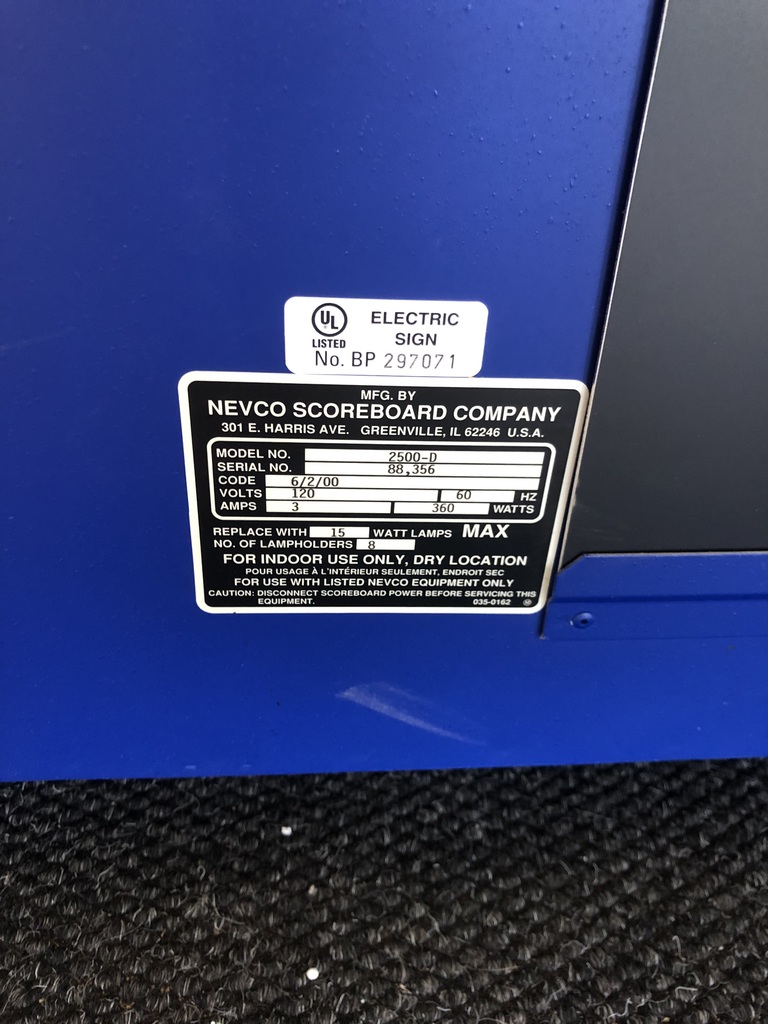 UL
LISTED
ELECTRIC
SIGN
No. BP 297071
MFG. BY
NEVCO SCOREBOARD COMPANY
301 E. HARRIS AVE. GREENVILLE, IL 62246 U.S.A.
MODEL NO. 2500-D
SERIAL NO. 88,356
CODE 6/2/00
VOLTS 120 60 HZ
AMPS 3 360 WATTS
REPLACE WITH 15 WATT LAMPS MAX
NO. OF LAMPHOLDERS 8
FOR INDOOR USE ONLY, DRY LOCATION
POUR USAGE À L'INTÉRIEUR SEULEMENT, ENDROIT SEC
FOR USE WITH LISTED NEVCO EQUIPMENT ONLY
CAUTION: DISCONNECT SCOREBOARD POWER BEFORE SERVICING THIS
EQUIPMENT. 035-0162